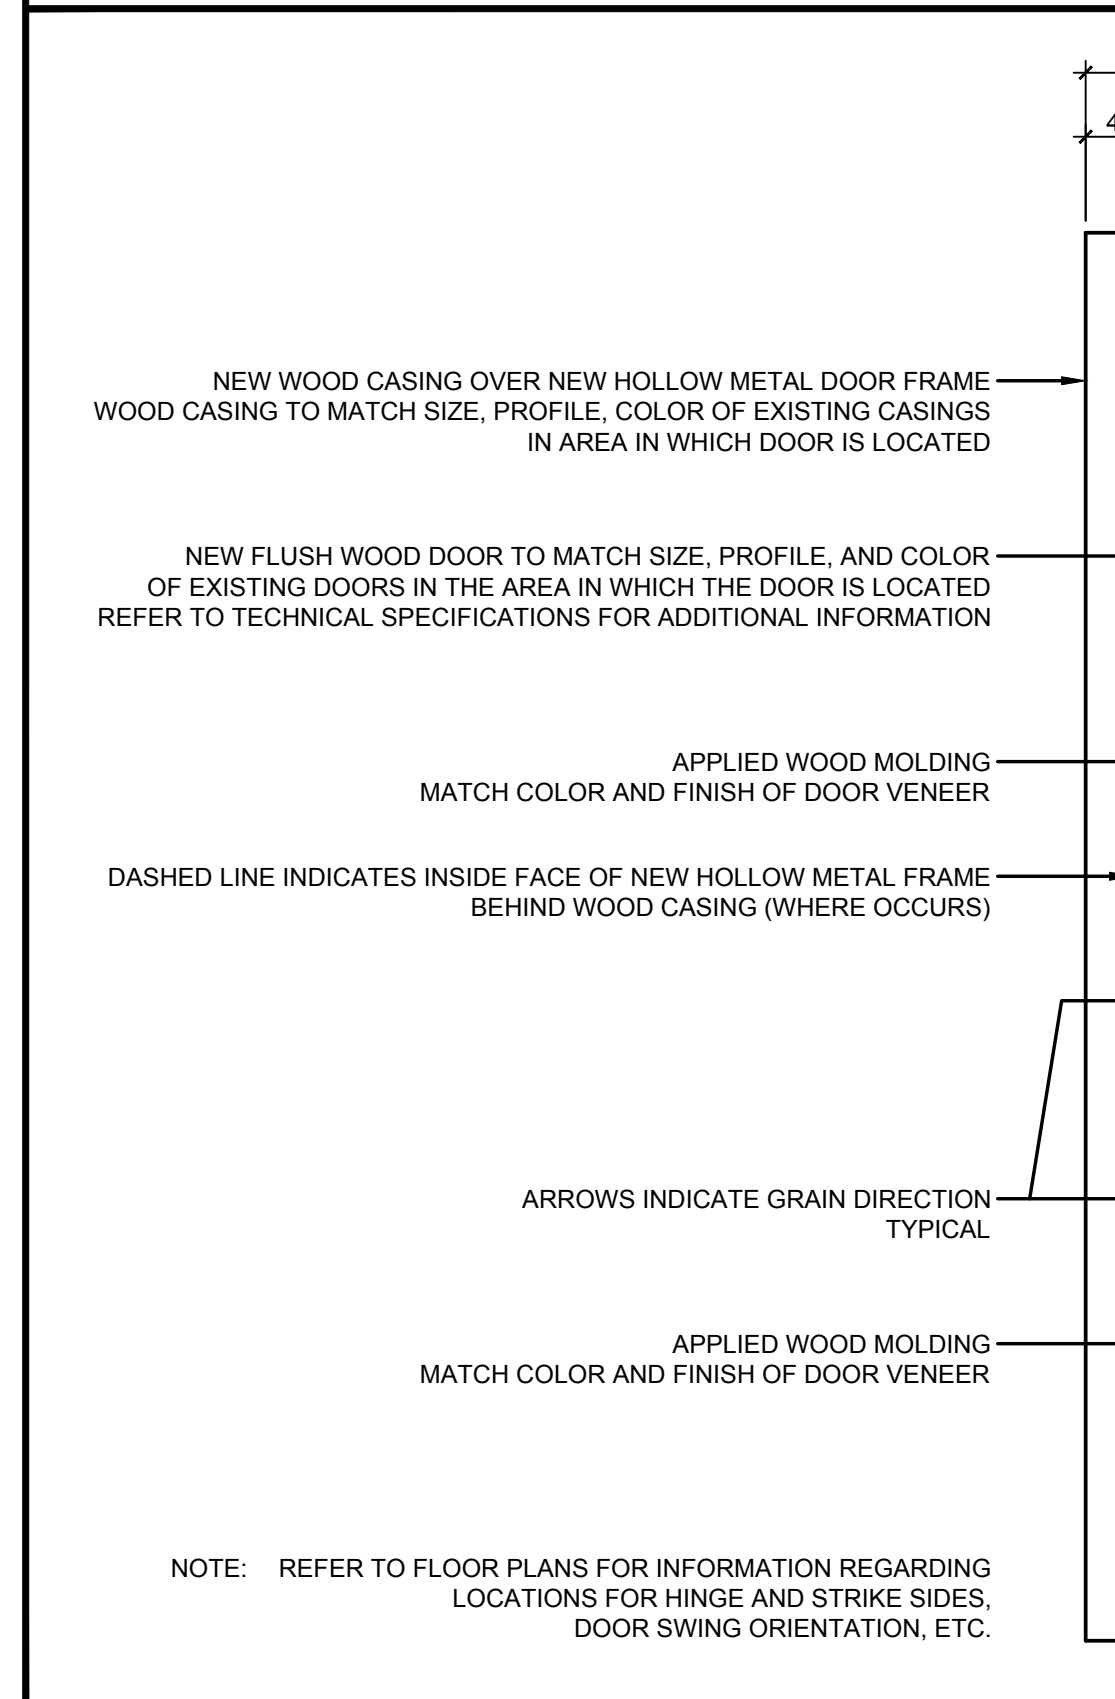 4
NEW WOOD CASING OVER NEW HOLLOW METAL DOOR FRAME
WOOD CASING TO MATCH SIZE, PROFILE, COLOR OF EXISTING CASINGS
IN AREA IN WHICH DOOR IS LOCATED
NEW FLUSH WOOD DOOR TO MATCH SIZE, PROFILE, AND COLOR
OF EXISTING DOORS IN THE AREA IN WHICH THE DOOR IS LOCATED
REFER TO TECHNICAL SPECIFICATIONS FOR ADDITIONAL INFORMATION
APPLIED WOOD MOLDING
MATCH COLOR AND FINISH OF DOOR VENEER
DASHED LINE INDICATES INSIDE FACE OF NEW HOLLOW METAL FRAME
BEHIND WOOD CASING (WHERE OCCURS)
ARROWS INDICATE GRAIN DIRECTION
TYPICAL
APPLIED WOOD MOLDING
MATCH COLOR AND FINISH OF DOOR VENEER
NOTE: REFER TO FLOOR PLANS FOR INFORMATION REGARDING
LOCATIONS FOR HINGE AND STRIKE SIDES,
DOOR SWING ORIENTATION, ETC.